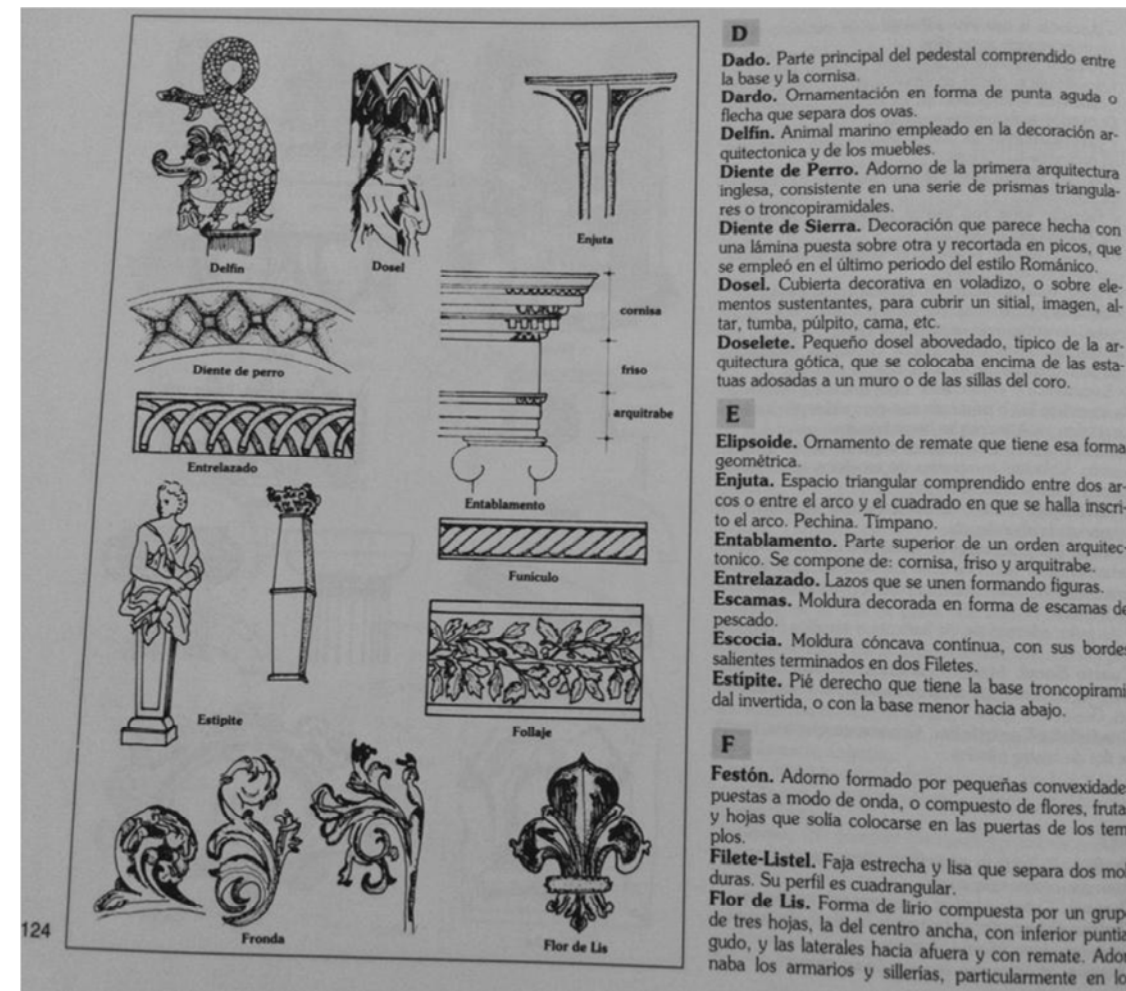 Delfín
Dosel
Enjuta
Diente de perro
cornisa
friso
arquitrabe
Entrelazado
Entablamento
Funículo
Estipite
Follaje
Fronda
Flor de Lis
124
D
Dado. Parte principal del pedestal comprendido entre
la base y la cornisa.
Dardo. Ornamentación en forma de punta aguda o
flecha que separa dos ovas.
Delfín. Animal marino empleado en la decoración ar-
quitectonica y de los muebles.
Diente de Perro. Adorno de la primera arquitectura
inglesa, consistente en una serie de prismas triangula-
res o troncopiramidales.
Diente de Sierra. Decoración que parece hecha con
una lámina puesta sobre otra y recortada en picos, que
se empleó en el último periodo del estilo Románico.
Dosel. Cubierta decorativa en voladizo, o sobre ele-
mentos sustentantes, para cubrir un sitial, imagen, al-
tar, tumba, púlpito, cama, etc.
Doselete. Pequeño dosel abovedado, tipico de la ar-
quitectura gótica, que se colocaba encima de las esta-
tuas adosadas a un muro o de las sillas del coro.
E
Elipsoide. Ornamento de remate que tiene esa forma
geométrica.
Enjuta. Espacio triangular comprendido entre dos ar-
cos o entre el arco y el cuadrado en que se halla inscri-
to el arco. Pechina. Tímpano.
Entablamento. Parte superior de un orden arquitec-
tonico. Se compone de: cornisa, friso y arquitrabe.
Entrelazado. Lazos que se unen formando figuras.
Escamas. Moldura decorada en forma de escamas de
pescado.
Escocia. Moldura cóncava contínua, con sus borde
salientes terminados en dos Filetes.
Estípite. Pié derecho que tiene la base troncopirami
dal invertida, o con la base menor hacia abajo.
F
Festón. Adorno formado por pequeñas convexidade
puestas a modo de onda, o compuesto de flores, fruta
y hojas que solía colocarse en las puertas de los tem
plos.
Filete-Listel. Faja estrecha y lisa que separa dos mol
duras. Su perfil es cuadrangular.
Flor de Lis. Forma de lirio compuesta por un grup
de tres hojas, la del centro ancha, con inferior puntia
gudo, y las laterales hacia afuera y con remate. Ador
naba los armarios y sillerías, particularmente en lo